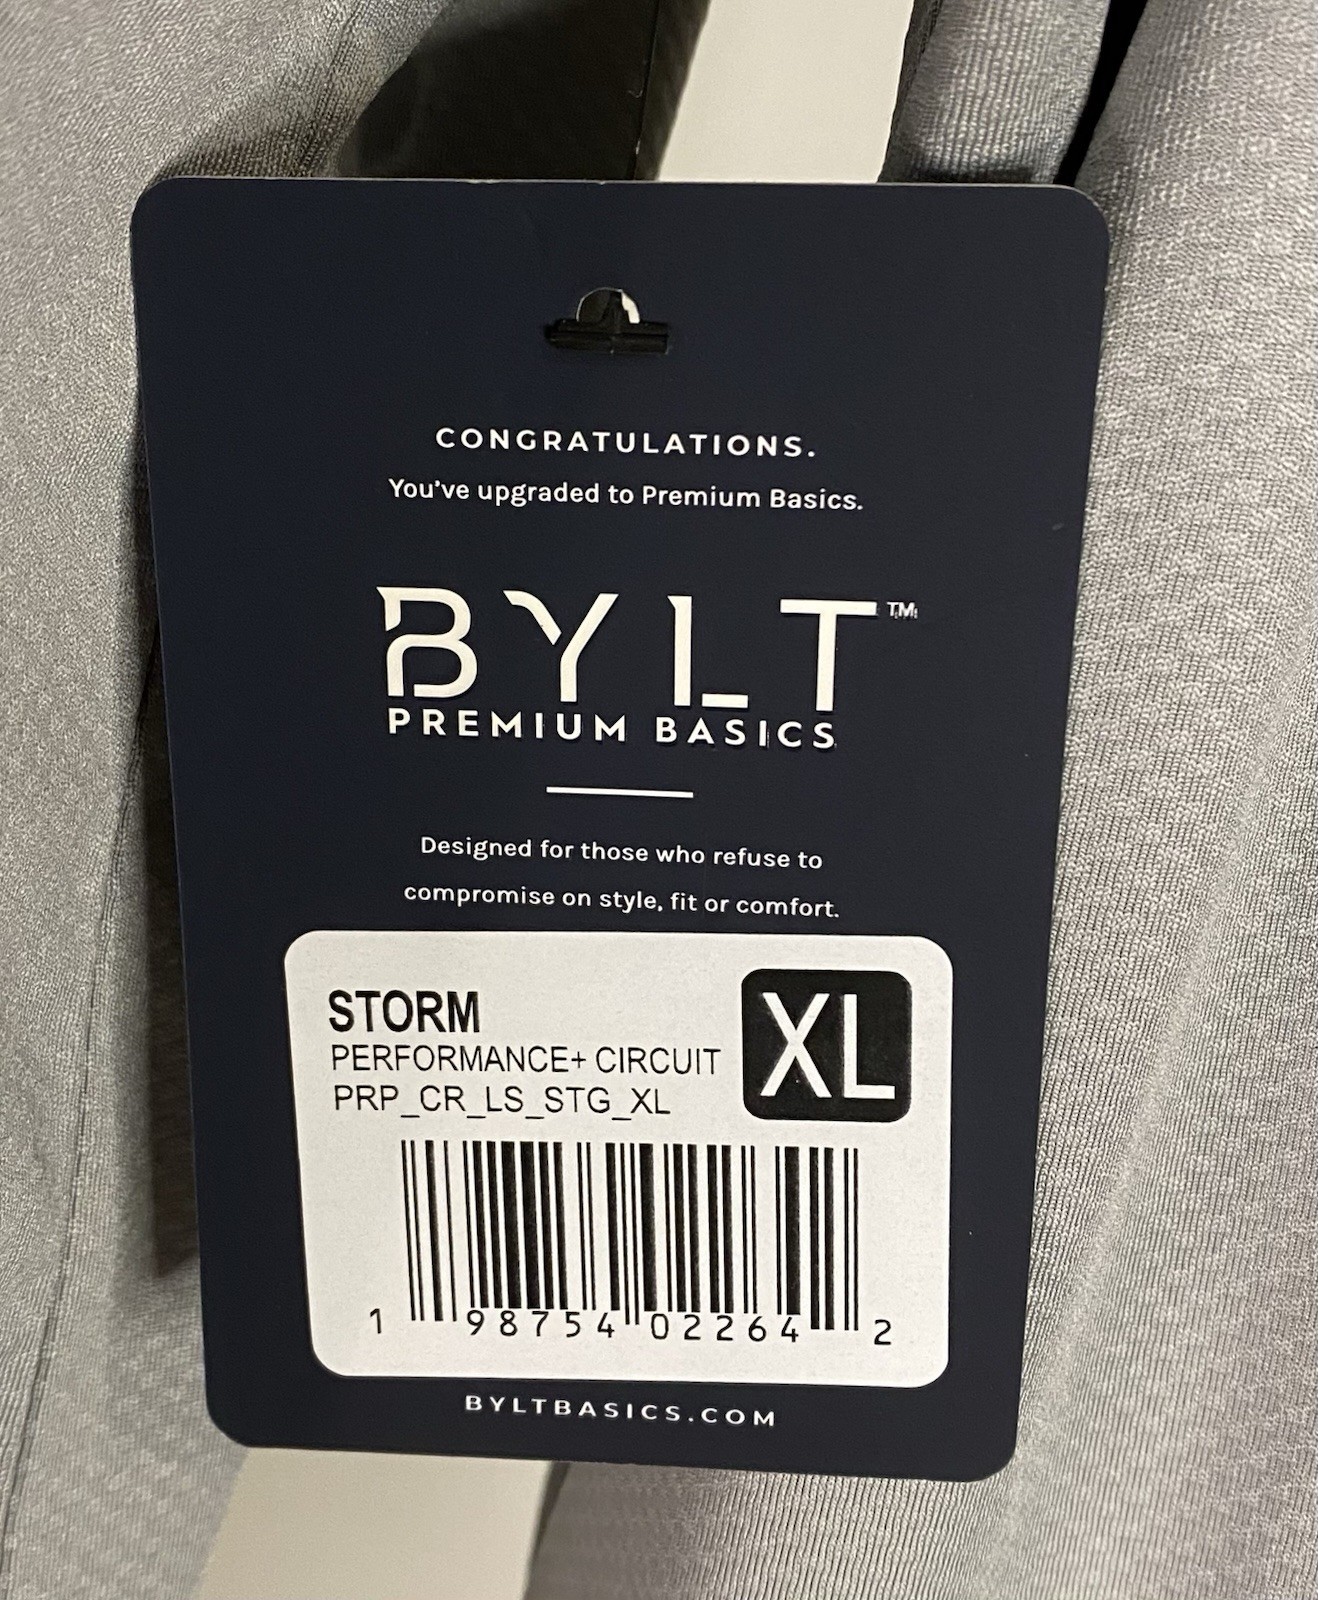 CONGRATULATIONS.
You've upgraded to Premium Basics.
BYLT™
PREMIUM BASICS
Designed for those who refuse to
compromise on style, fit or comfort.
STORM
PERFORMANCE+ CIRCUIT
PRP_CR_LS_STG_XL
XL
1 98754 02264 2
BYLTBASICS.COM